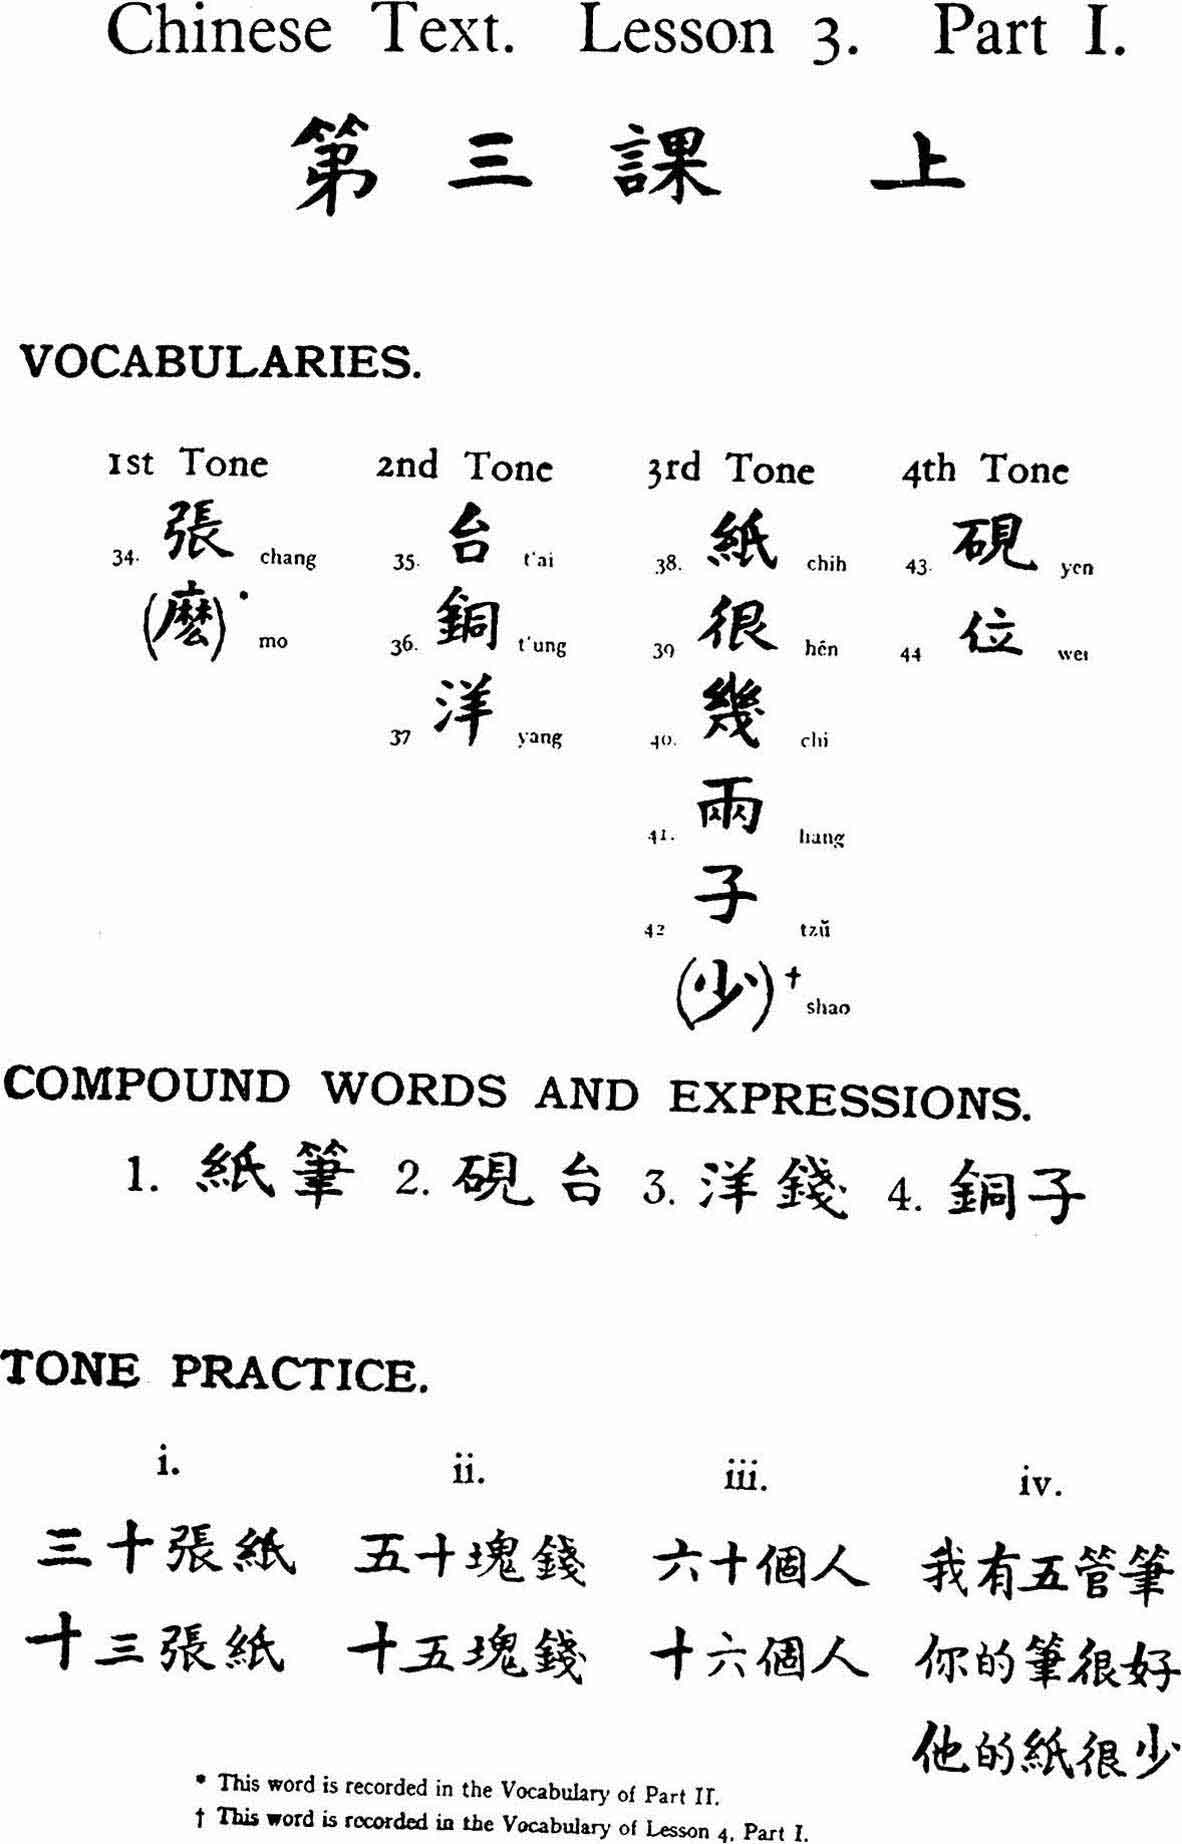 Chinese Text. Lesson 3. Part I.
第三課 上
VOCABULARIES.
1st Tone 2nd Tone 3rd Tone 4th Tone
34. 張 chang 35. 台 t'ai 38. 紙 chih 43. 硯 yen
(麼)* mo 36. 銅 t'ung 39 很 hên 44 位 wei
37 洋 yang 40. 幾 chi
41. 兩 liang
42 子 tzŭ
(少)† shao
COMPOUND WORDS AND EXPRESSIONS.
1. 紙筆 2. 硯台 3. 洋錢 4. 銅子
TONE PRACTICE.
i. ii. iii. iv.
三十張紙 五十塊錢 六十個人 我有五管筆
十三張紙 十五塊錢 十六個人 你的筆很好
他的紙很少
* This word is recorded in the Vocabulary of Part II.
† This word is recorded in the Vocabulary of Lesson 4, Part I.